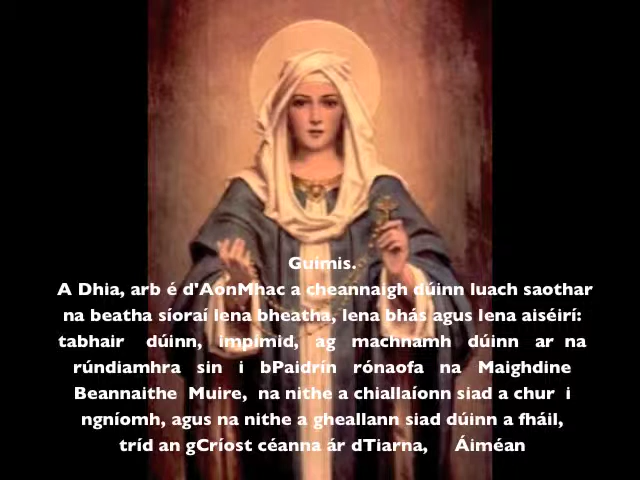 Guímis.
A Dhia, arb é d'AonMhac a cheannaigh dúinn luach saothar
na beatha síoraí lena bheatha, lena bhás agus lena aiséirí:
tabhair dúinn, impímid, ag machnamh dúinn ar na
rúndiamhra sin i bPaidrín rónaofa na Maighdine
Beannaithe Muire, na nithe a chiallaíonn siad a chur i
ngníomh, agus na nithe a gheallann siad dúinn a fháil,
tríd an gCríost céanna ár dTiarna, Áiméan